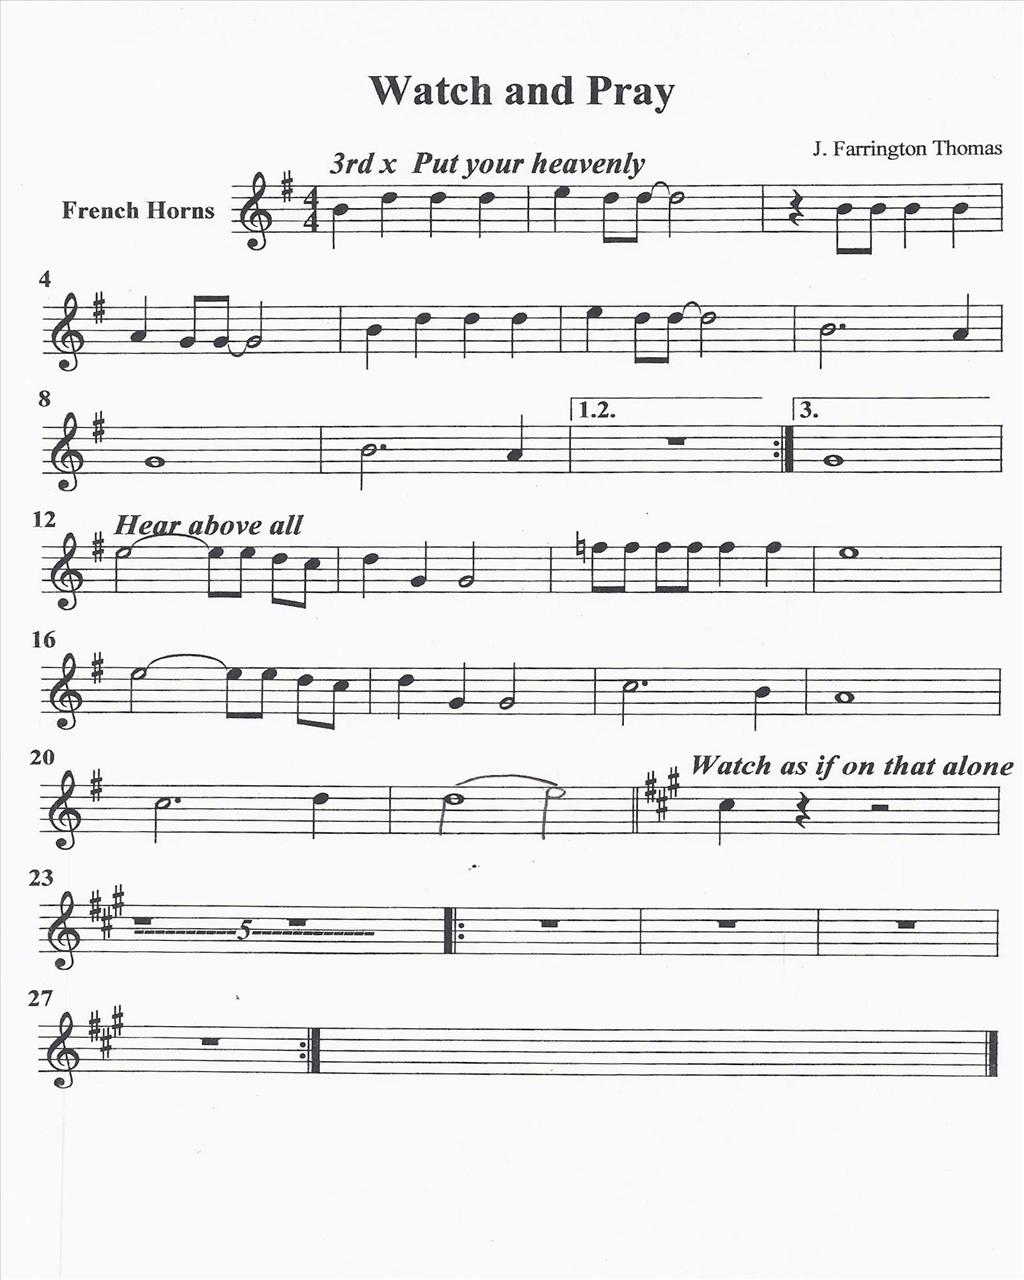 Watch and Pray
J. Farrington Thomas
3rd x Put your heavenly
French Horns
4
4
4
8
1.2.
3.
12
Hear above all
16
20
Watch as if on that alone
23
5
27